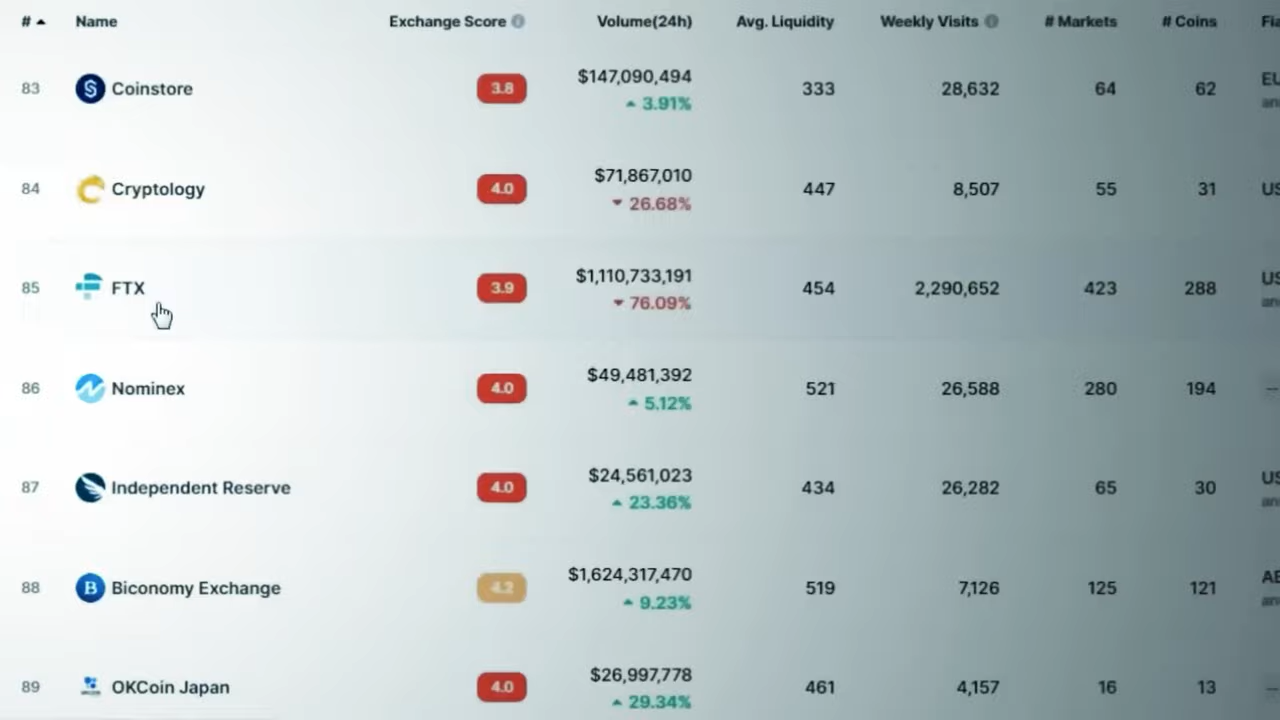 # Name Exchange Score Volume(24h) Avg. Liquidity Weekly Visits # Markets # Coins
83 Coinstore 3.8 $147,090,494 333 28,632 64 62
3.91%
84 Cryptology 4.0 $71,867,010 447 8,507 55 31
26.68%
85 FTX 3.9 $1,110,733,191 454 2,290,652 423 288
76.09%
86 Nominex 4.0 $49,481,392 521 26,588 280 194
5.12%
87 Independent Reserve 4.0 $24,561,023 434 26,282 65 30
23.36%
88 B Biconomy Exchange 4.2 $1,624,317,470 519 7,126 125 121
9.23%
89 OKCoin Japan 4.0 $26,997,778 461 4,157 16 13
29.34%